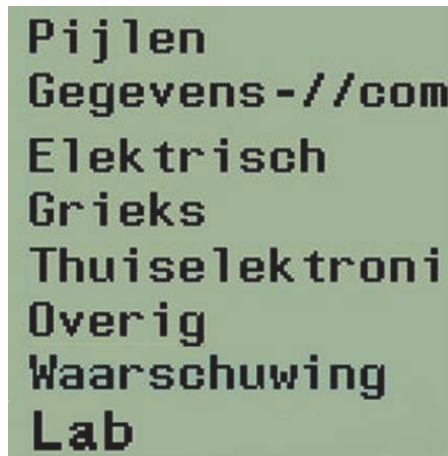 Pijlen
Gegevens-//com
Elektrisch
Grieks
Thuiselektroni
Overig
Waarschuwing
Lab